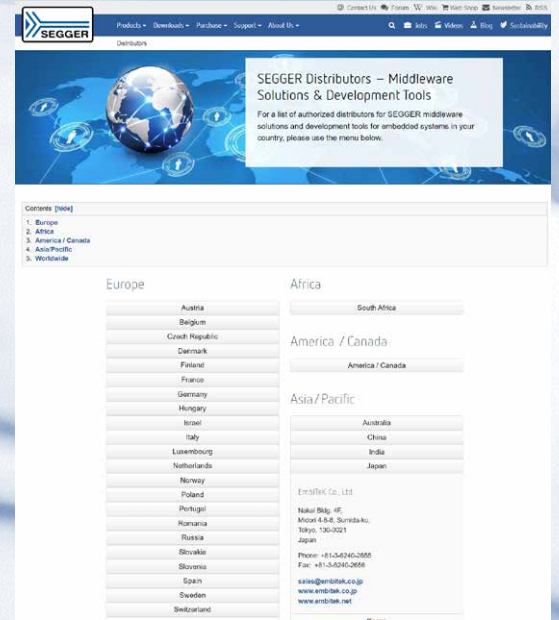 Contact Us Forum Wiki Web Shop Newsletter RSS
SEGGER
Products Downloads Purchase Support About Us
Jobs Videos Blog Sustainability
Distributors
SEGGER Distributors – Middleware
Solutions & Development Tools
For a list of authorized distributors for SEGGER middleware
solutions and development tools for embedded systems in your
country, please use the menu below.
Contents [hide]
1. Europe
2. Africa
3. America / Canada
4. Asia/Pacific
5. Worldwide
Europe
Austria
Belgium
Czech Republic
Denmark
Finland
France
Germany
Hungary
Israel
Italy
Luxembourg
Netherlands
Norway
Poland
Portugal
Romania
Russia
Slovakia
Slovenia
Spain
Sweden
Switzerland
Africa
South Africa
America / Canada
America / Canada
Asia / Pacific
Australia
China
India
Japan
EmbITeK Co., Ltd.
Nakai Bldg. 4F,
Midori 4-8-8, Sumida-ku,
Tokyo, 130-0021
Japan
Phone: +81-3-6240-2655
Fax: +81-3-6240-2656
sales@embitek.co.jp
www.embitek.co.jp
www.embitek.net